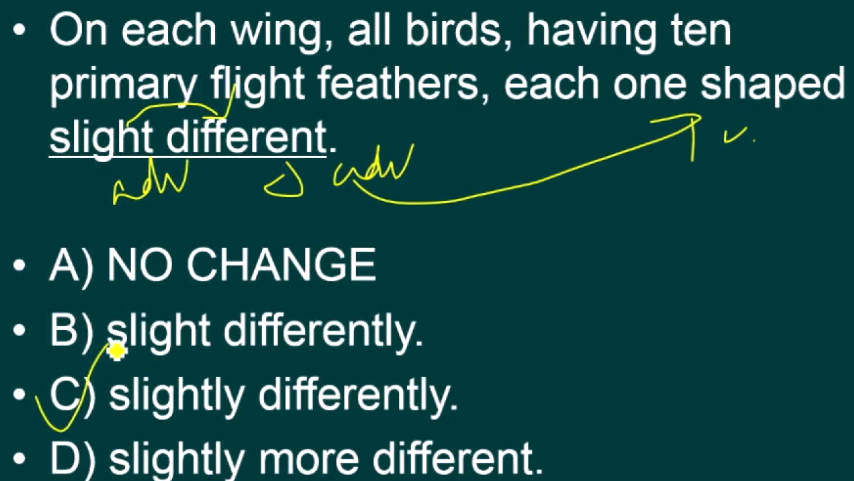 • On each wing, all birds, having ten
primary flight feathers, each one shaped
slight different.
adv adv v.
• A) NO CHANGE
• B) slight differently.
• C) slightly differently.
• D) slightly more different.